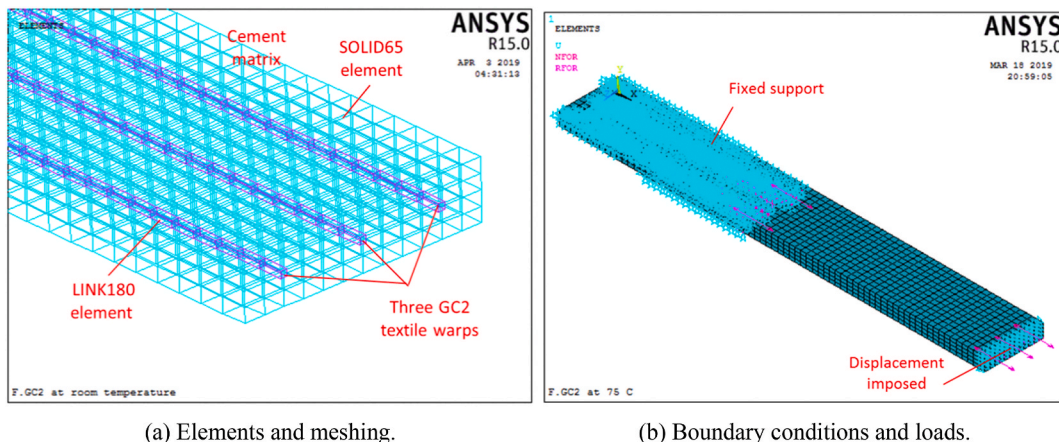 ELEMENTS
ANSYS
R15.0
APR 3 2019
04:31:13
Cement
matrix
SOLID65
element
LINK180
element
Three GC2
textile warps
F.GC2 at room temperature
1
ELEMENTS
U
NFOR
RFOR
ANSYS
R15.0
MAR 18 2019
20:59:05
Y
X
Fixed support
Displacement
imposed
F.GC2 at 75 C
(a) Elements and meshing.
(b) Boundary conditions and loads.